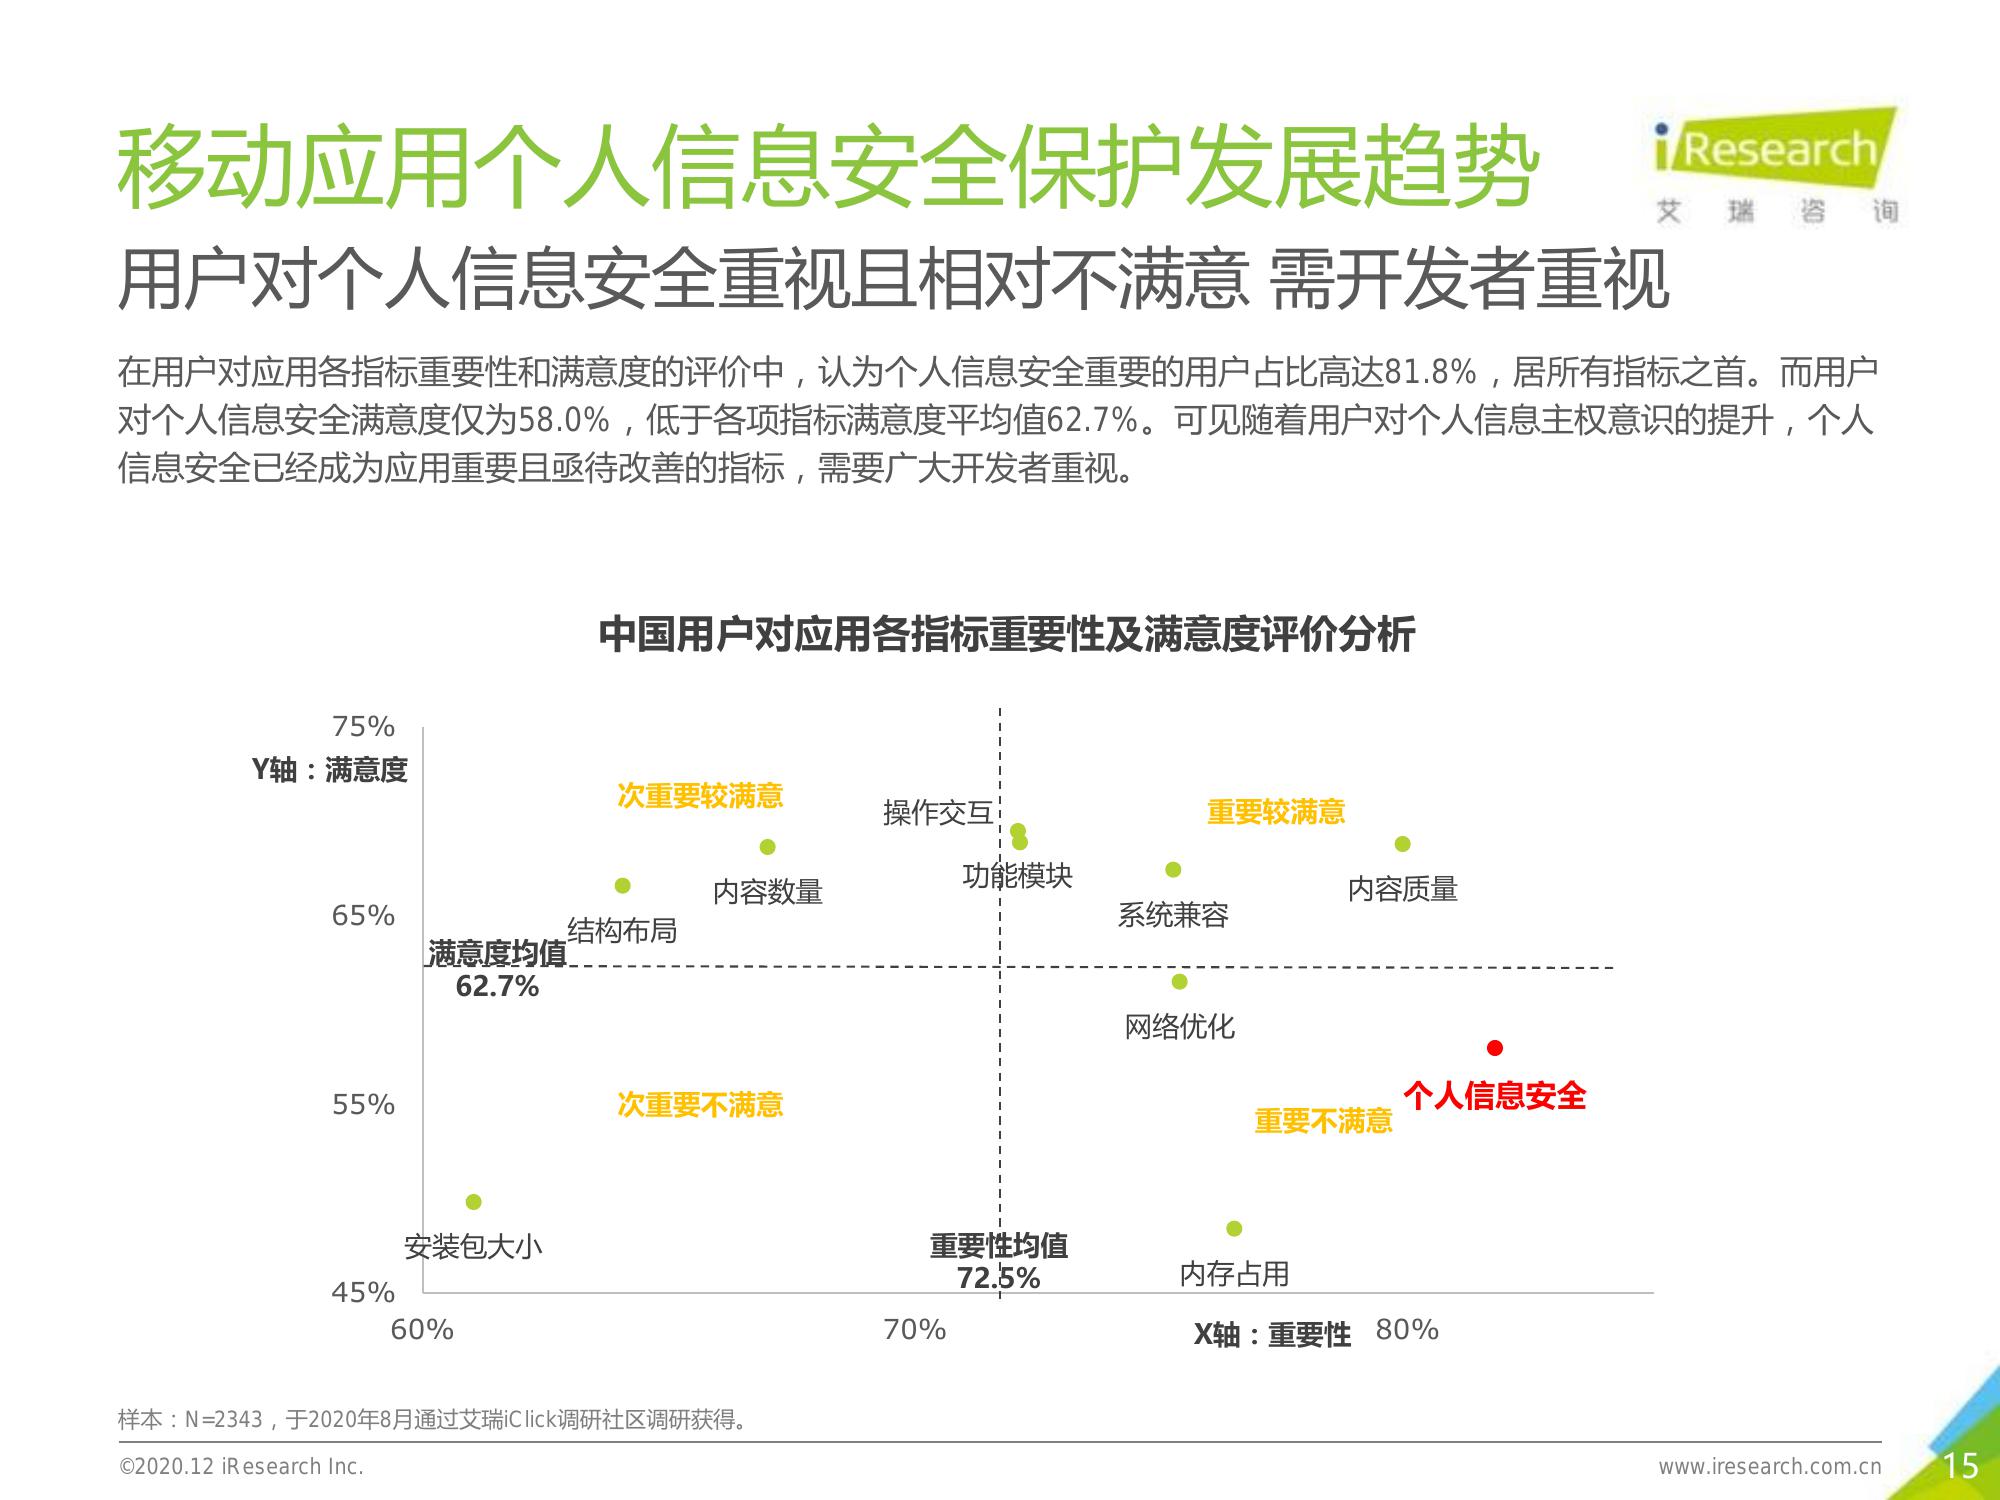 移动应用个人信息安全保护发展趋势
iResearch
艾瑞咨询
用户对个人信息安全重视且相对不满意 需开发者重视
在用户对应用各指标重要性和满意度的评价中，认为个人信息安全重要的用户占比高达81.8%，居所有指标之首。而用户
对个人信息安全满意度仅为58.0%，低于各项指标满意度平均值62.7%。可见随着用户对个人信息主权意识的提升，个人
信息安全已经成为应用重要且亟待改善的指标，需要广大开发者重视。
中国用户对应用各指标重要性及满意度评价分析
75%
Y轴：满意度
次重要较满意
操作交互
重要较满意
功能模块
内容数量
内容质量
系统兼容
65%
结构布局
满意度均值
62.7%
网络优化
个人信息安全
55%
次重要不满意
重要不满意
安装包大小
重要性均值
72.5%
内存占用
45%
60%
70%
X轴：重要性
80%
样本：N=2343，于2020年8月通过艾瑞iClick调研社区调研获得。
©2020.12 iResearch Inc.
www.iresearch.com.cn
15